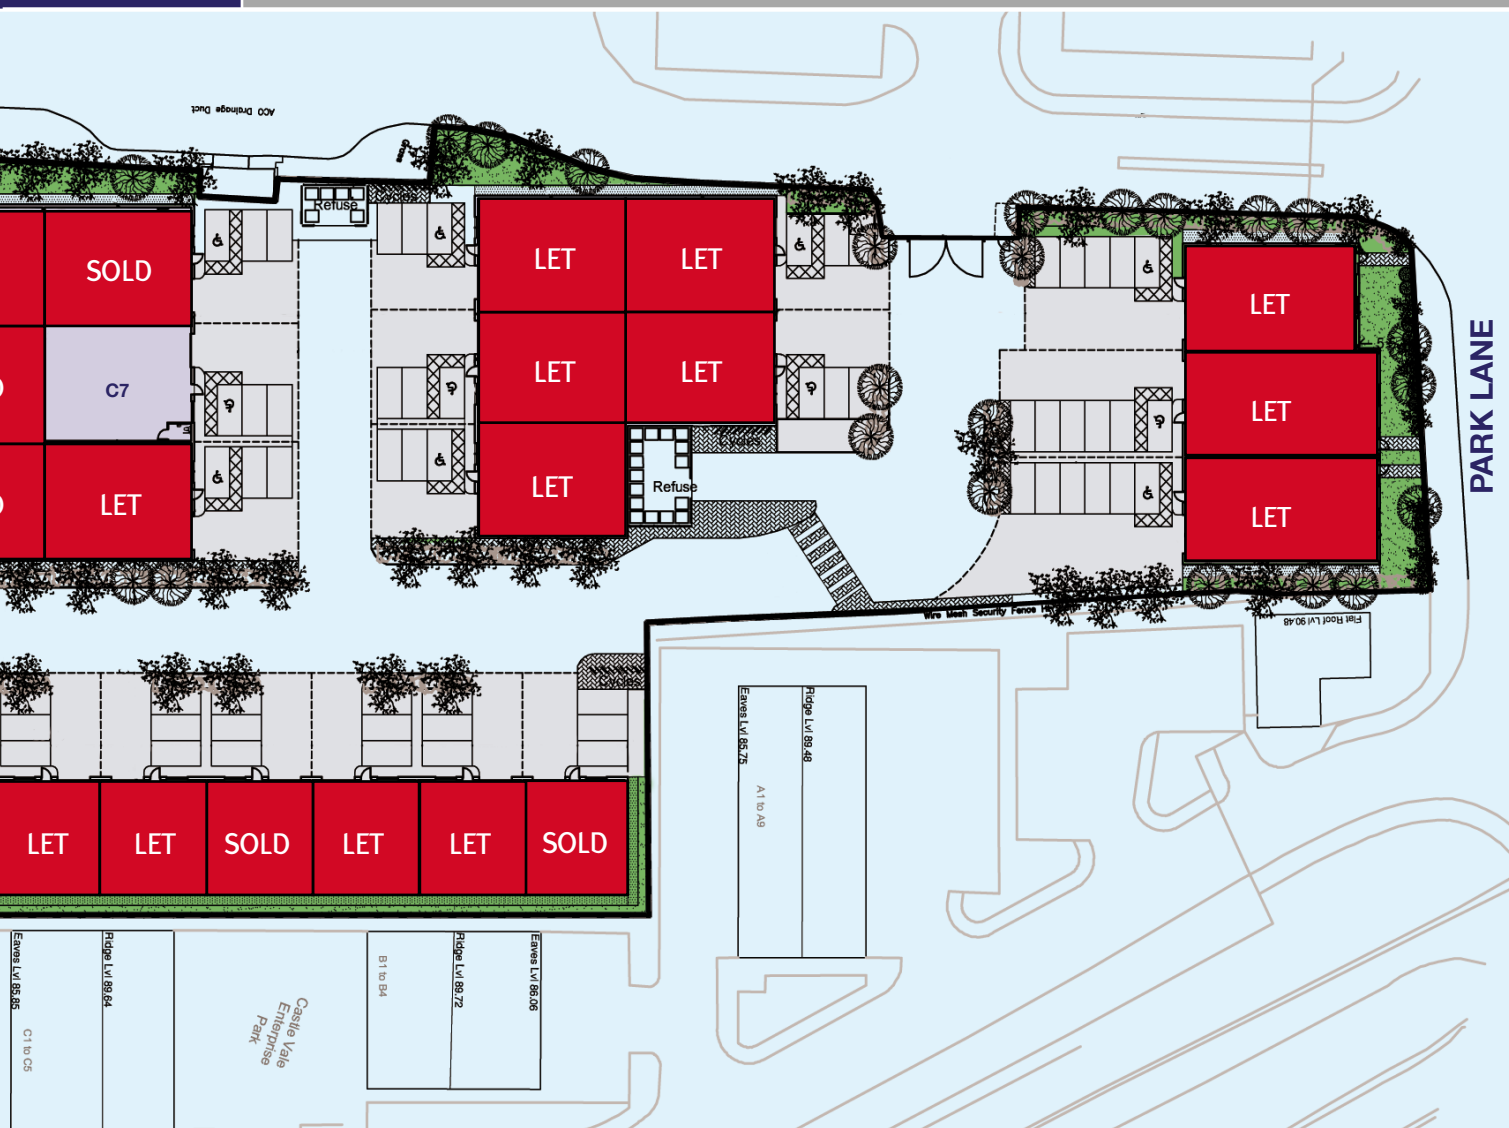 ACO Drainage Duct
Refuse
Cycles
SOLD
LET
LET
LET
C7
LET
LET
LET
PARK LANE
Cycles
LET
LET
Refuse
LET
Wire Mesh Security Fence
Flat Roof Lvl 90.48
Cycles
Eaves Lvl 85.75
Ridge Lvl 89.48
A1 to A9
LET
LET
SOLD
LET
LET
SOLD
Eaves Lvl 85.85
Ridge Lvl 89.64
C1 to C5
Castle Vale
Enterprise
Park
B1 to B4
Ridge Lvl 89.72
Eaves Lvl 86.06